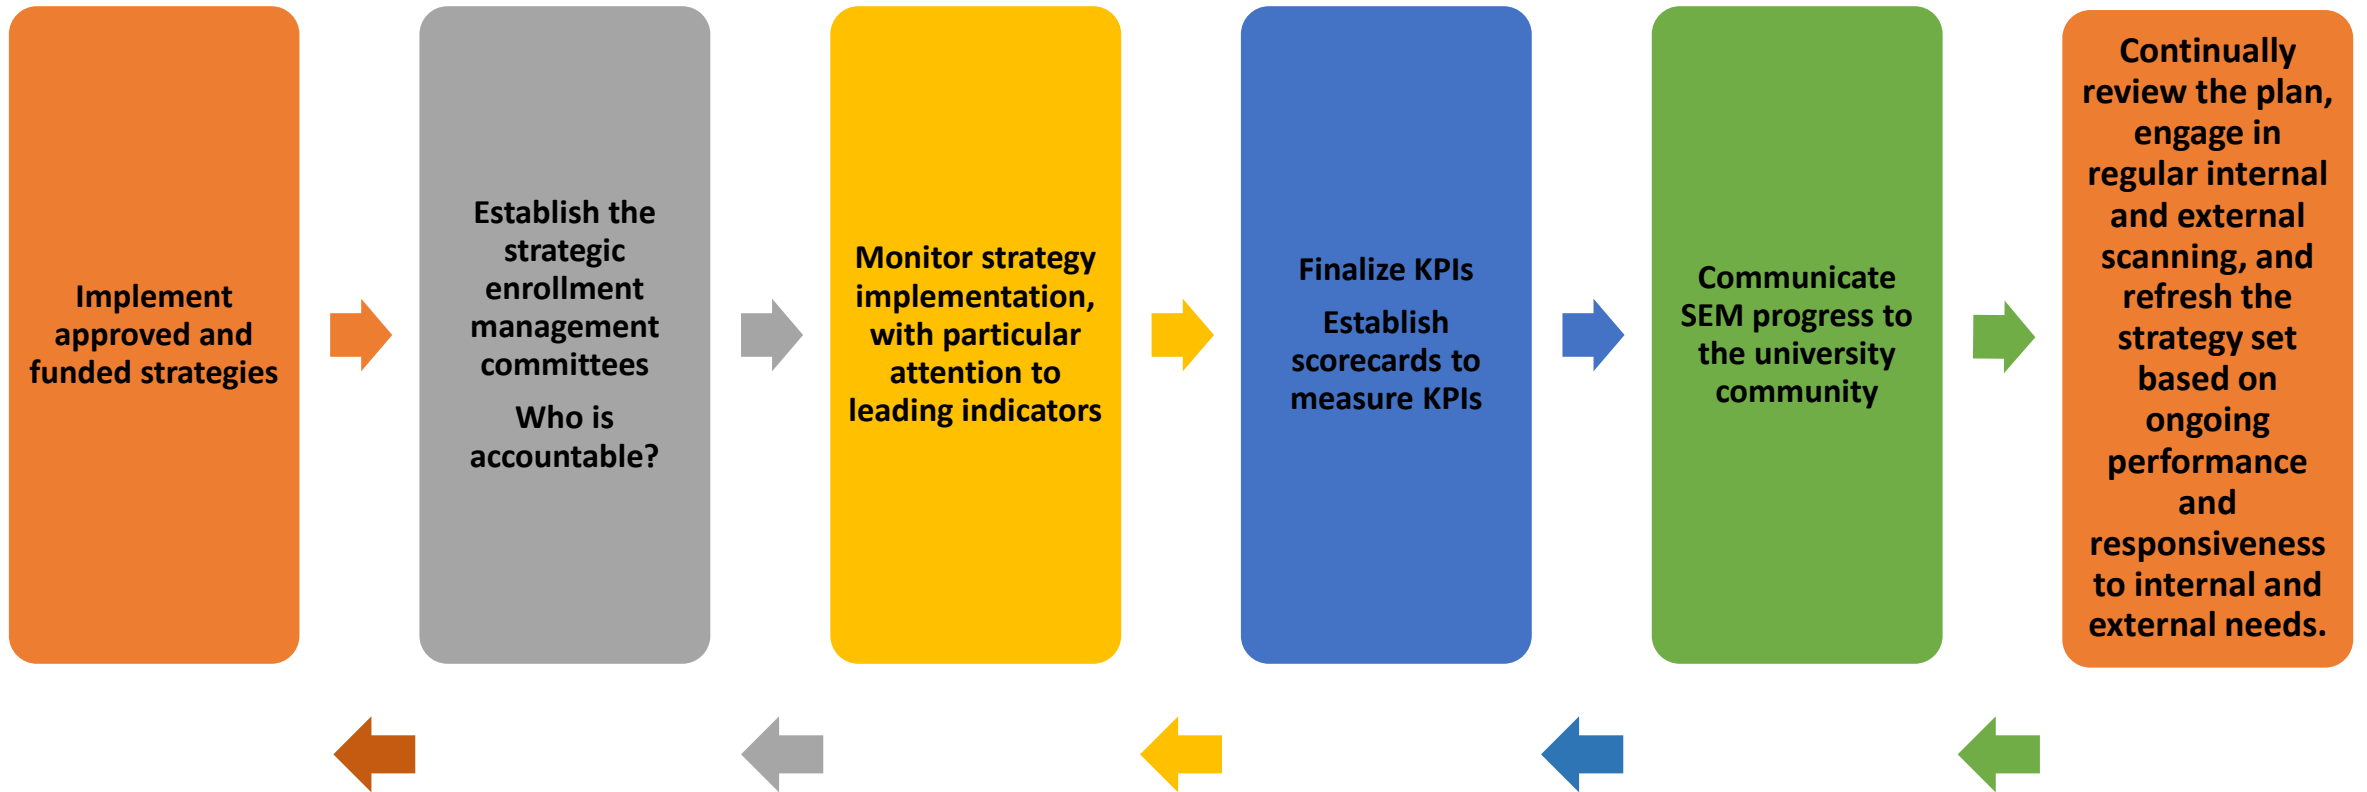 Implement
approved and
funded strategies
Establish the
strategic
enrollment
management
committees
Who is
accountable?
Monitor strategy
implementation,
with particular
attention to
leading indicators
Finalize KPIs
Establish
scorecards to
measure KPIs
Communicate
SEM progress to
the university
community
Continually
review the plan,
engage in
regular internal
and external
scanning, and
refresh the
strategy set
based on
ongoing
performance
and
responsiveness
to internal and
external needs.